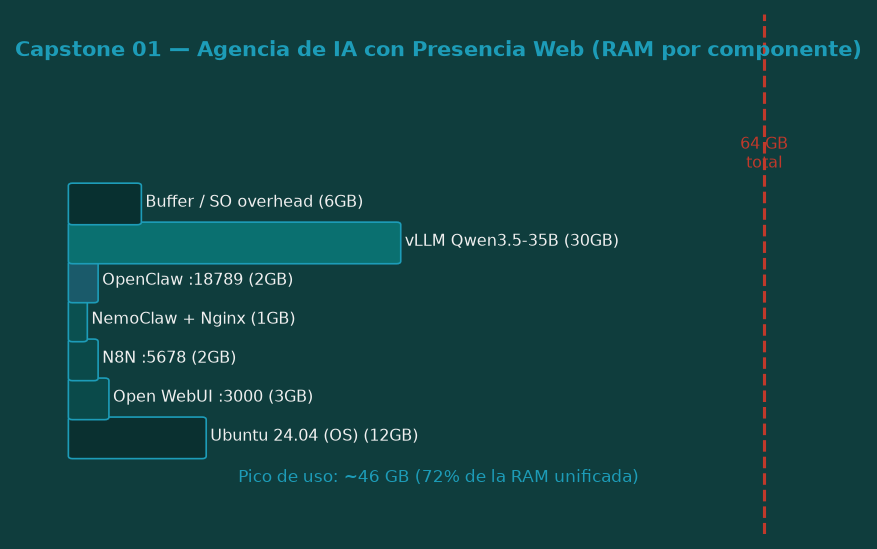 Capstone 01 — Agencia de IA con Presencia Web (RAM por componente)
64 GB
total
Buffer / SO overhead (6GB)
vLLM Qwen3.5-35B (30GB)
OpenClaw :18789 (2GB)
NemoClaw + Nginx (1GB)
N8N :5678 (2GB)
Open WebUI :3000 (3GB)
Ubuntu 24.04 (OS) (12GB)
Pico de uso: ~46 GB (72% de la RAM unificada)